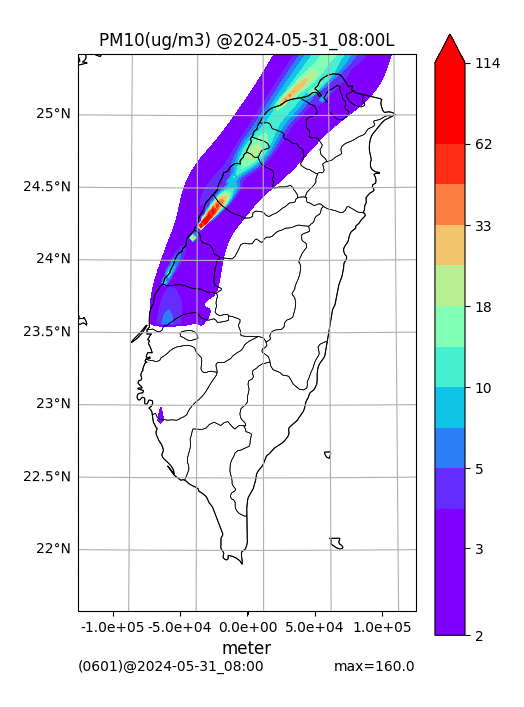 PM10(ug/m3) @2024-05-31_08:00L
114
62
33
18
10
5
3
2
25°N
24.5°N
24°N
23.5°N
23°N
22.5°N
22°N
-1.0e+05 -5.0e+04 0.0e+00 5.0e+04 1.0e+05
meter
(0601)@2024-05-31_08:00 max=160.0